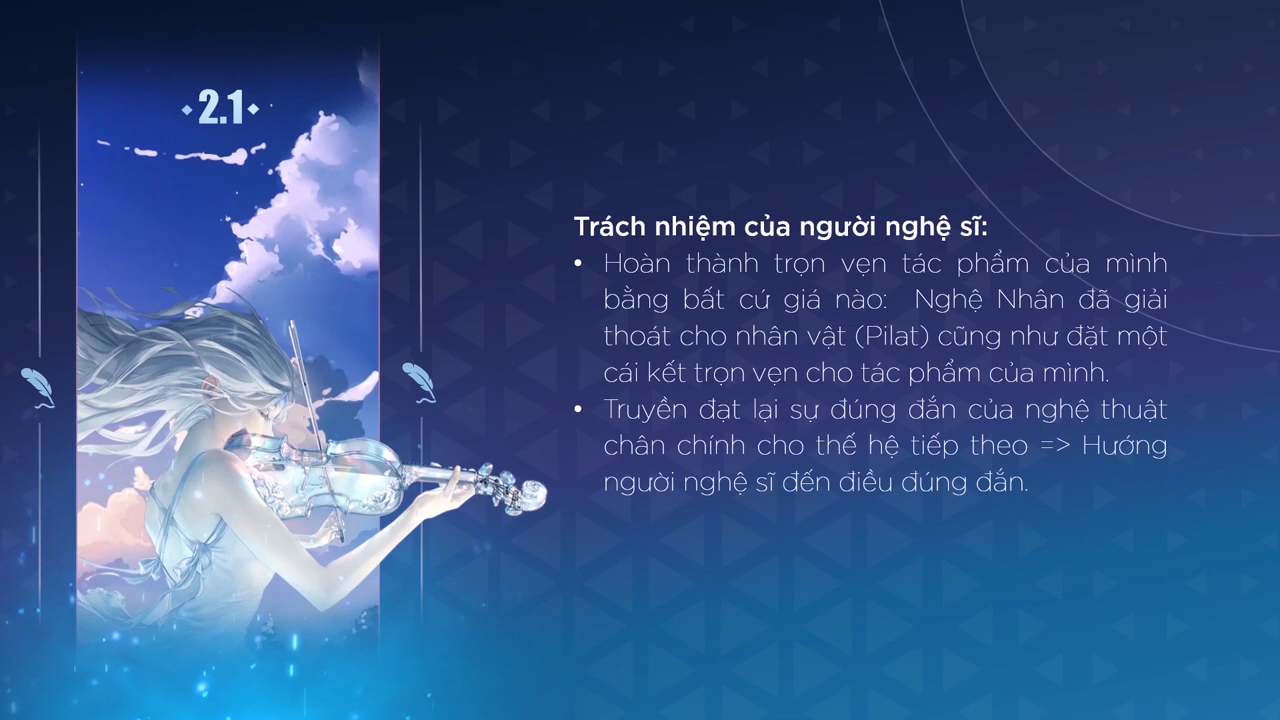 2.1
Trách nhiệm của người nghệ sĩ:
• Hoàn thành trọn vẹn tác phẩm của mình
bằng bất cứ giá nào: Nghệ Nhân đã giải
thoát cho nhân vật (Pilat) cũng như đặt một
cái kết trọn vẹn cho tác phẩm của mình.
• Truyền đạt lại sự đúng đắn của nghệ thuật
chân chính cho thế hệ tiếp theo => Hướng
người nghệ sĩ đến điều đúng đắn.